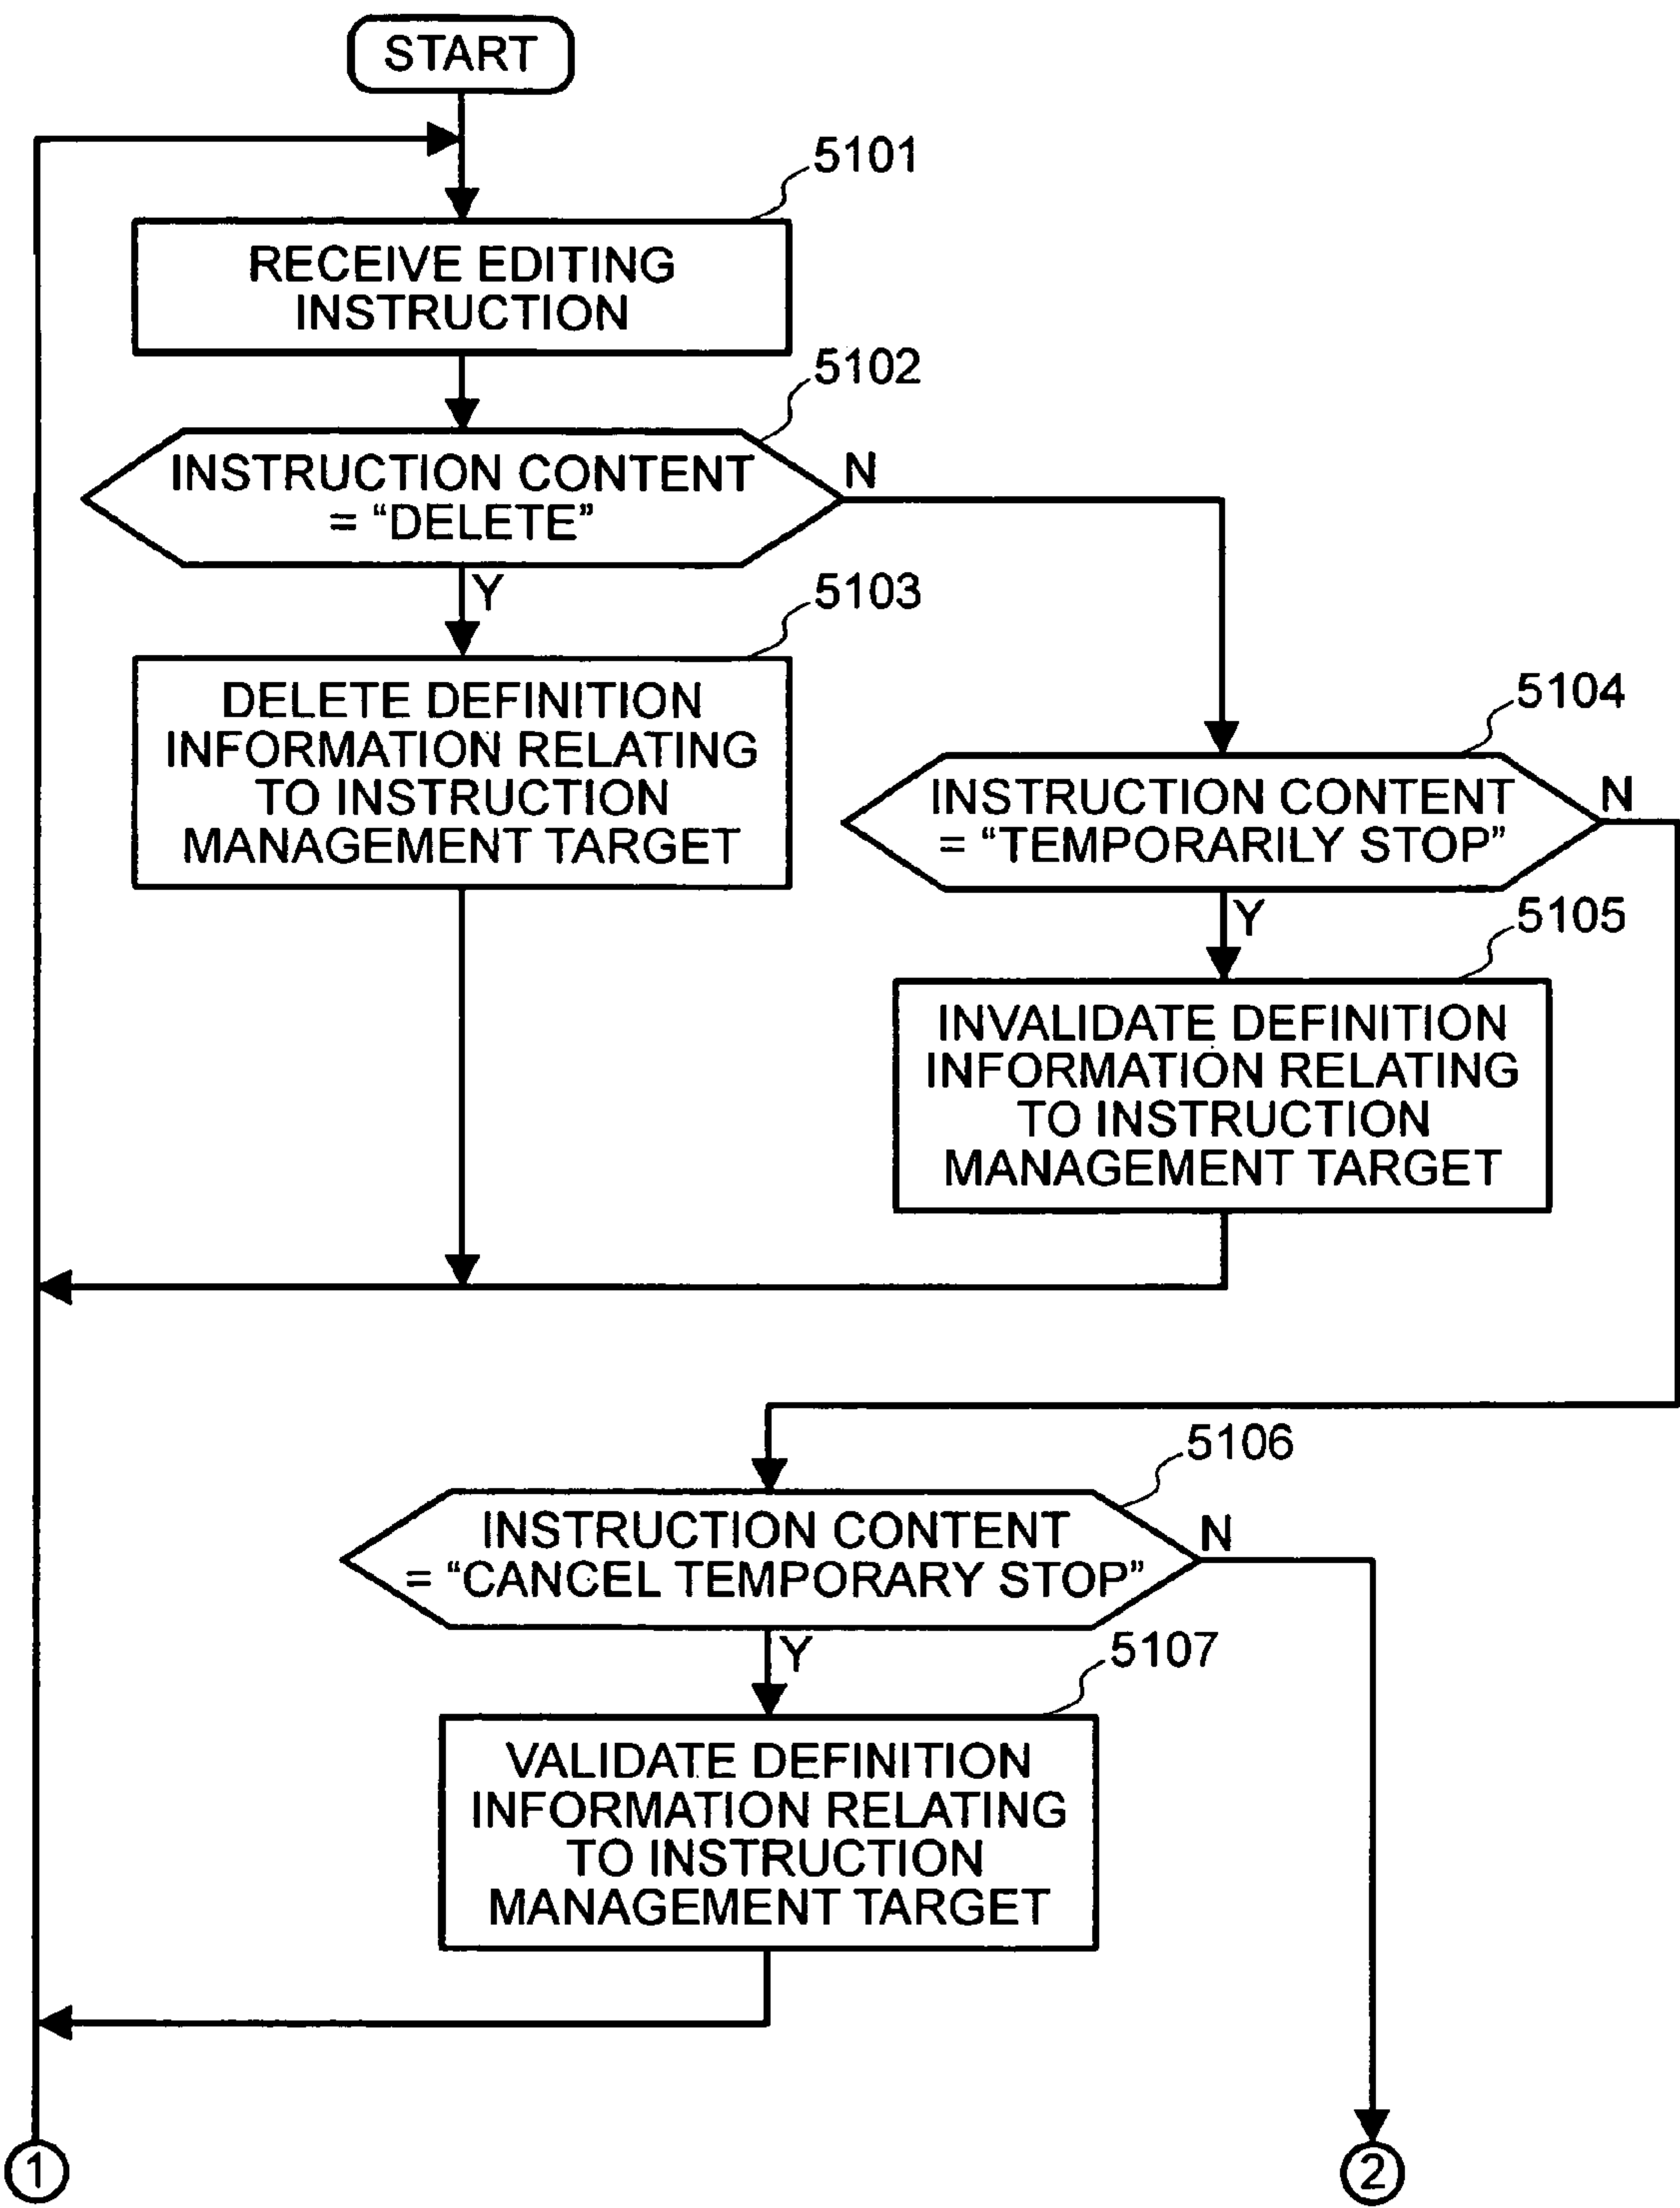 START
5101
RECEIVE EDITING
INSTRUCTION
5102
INSTRUCTION CONTENT
= “DELETE”
N
Y
5103
DELETE DEFINITION
INFORMATION RELATING
TO INSTRUCTION
MANAGEMENT TARGET
5104
INSTRUCTION CONTENT
= “TEMPORARILY STOP”
N
Y
5105
INVALIDATE DEFINITION
INFORMATION RELATING
TO INSTRUCTION
MANAGEMENT TARGET
5106
INSTRUCTION CONTENT
= “CANCEL TEMPORARY STOP”
N
Y
5107
VALIDATE DEFINITION
INFORMATION RELATING
TO INSTRUCTION
MANAGEMENT TARGET
1
2